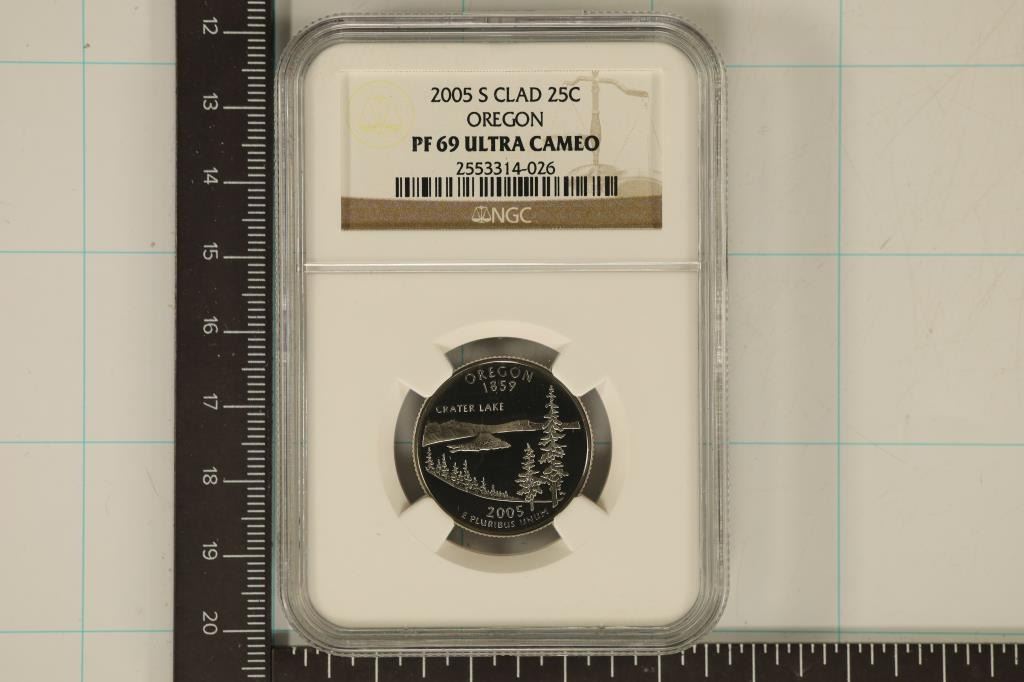 2005 S CLAD 25C
OREGON
PF 69 ULTRA CAMEO
2553314-026
NGC
OREGON
1859
CRATER LAKE
2005
E PLURIBUS UNUM
12
13
14
15
16
17
18
19
20